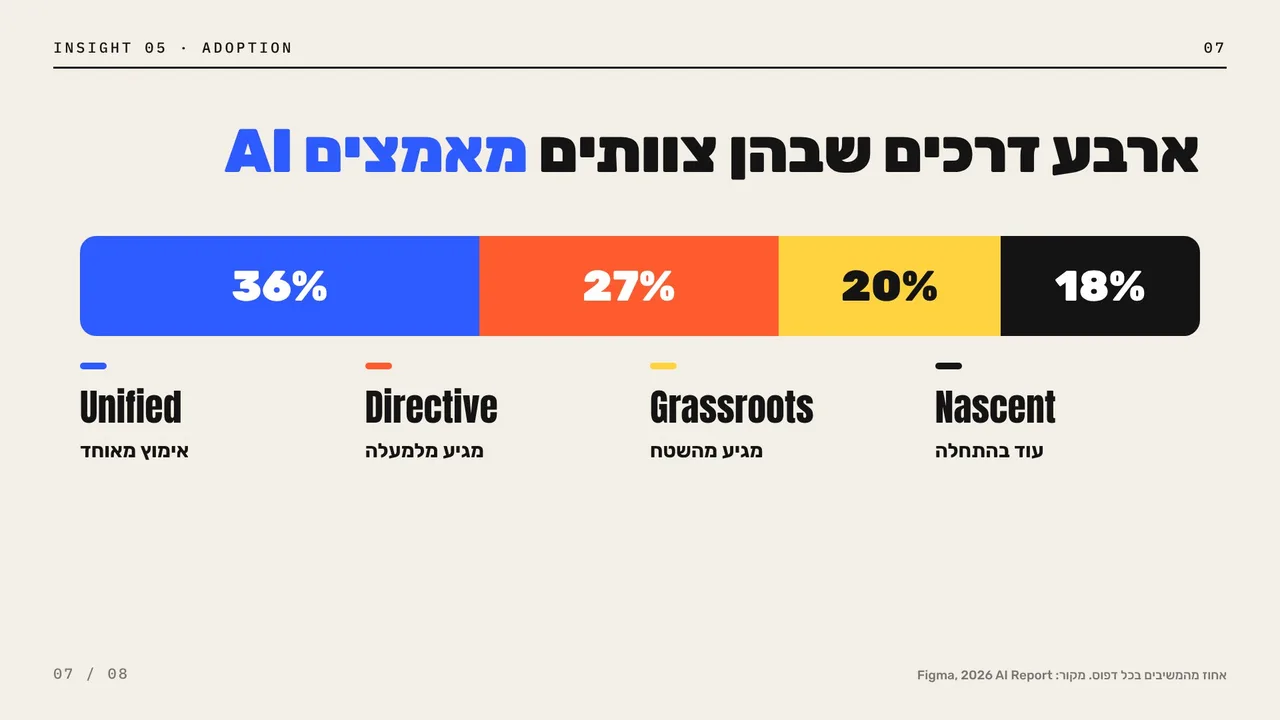 INSIGHT 05 · ADOPTION
07
ארבע דרכים שבהן צוותים מאמצים AI
36% 27% 20% 18%
Unified Directive Grassroots Nascent
אימוץ מאוחד מגיע מלמעלה מגיע מהשטח עוד בהתחלה
07 / 08
אחוז מהמשיבים בכל דפוס. מקור: Figma, 2026 AI Report